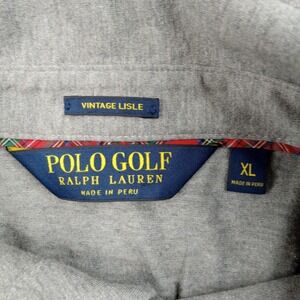 VINTAGE LISLE
POLO GOLF
RALPH LAUREN
MADE IN PERU
XL
MADE IN PERU